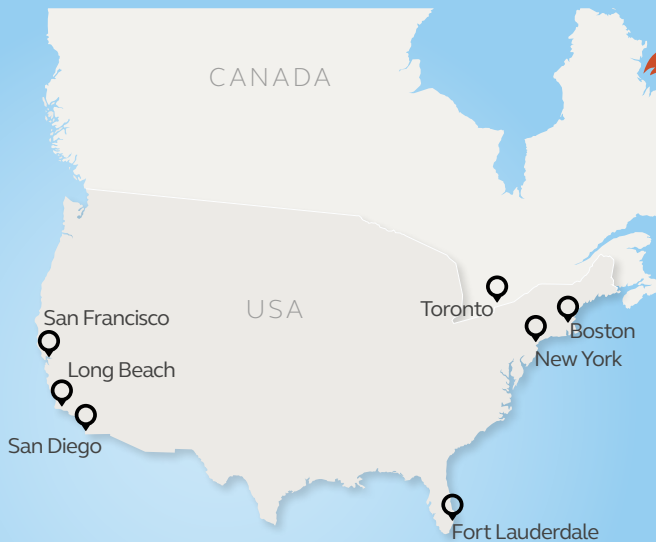 CANADA
USA
Toronto
San Francisco
Boston
New York
Long Beach
San Diego
Fort Lauderdale